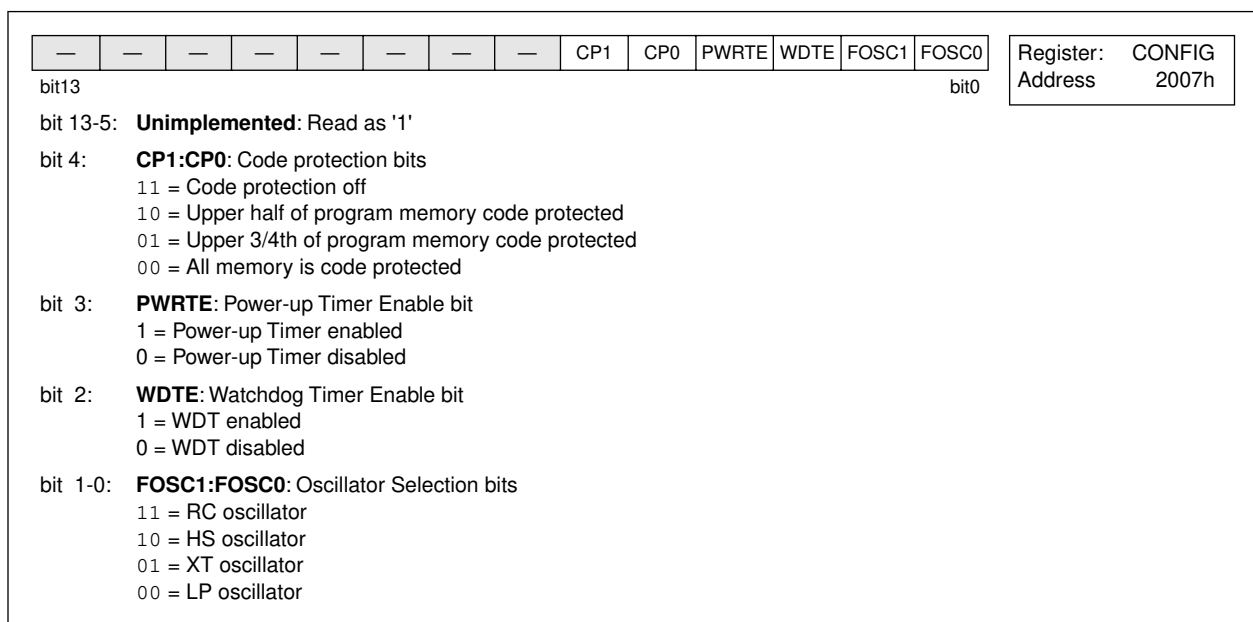 — — — — — — — — CP1 CP0 PWRTE WDTE FOSC1 FOSC0
bit13 bit0
Register: CONFIG
Address 2007h
bit 13-5: Unimplemented: Read as '1'
bit 4: CP1:CP0: Code protection bits
11 = Code protection off
10 = Upper half of program memory code protected
01 = Upper 3/4th of program memory code protected
00 = All memory is code protected
bit 3: PWRTE: Power-up Timer Enable bit
1 = Power-up Timer enabled
0 = Power-up Timer disabled
bit 2: WDTE: Watchdog Timer Enable bit
1 = WDT enabled
0 = WDT disabled
bit 1-0: FOSC1:FOSC0: Oscillator Selection bits
11 = RC oscillator
10 = HS oscillator
01 = XT oscillator
00 = LP oscillator